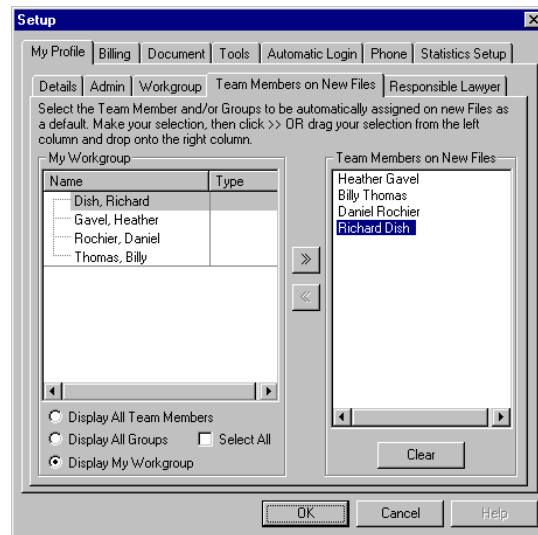 Setup
My Profile Billing Document Tools Automatic Login Phone Statistics Setup
Details Admin Workgroup Team Members on New Files Responsible Lawyer
Select the Team Member and/or Groups to be automatically assigned on new Files as
a default. Make your selection, then click >> OR drag your selection from the left
column and drop onto the right column.
My Workgroup
Name Type
Dish, Richard
Gavel, Heather
Rochier, Daniel
Thomas, Billy
Display All Team Members
Display All Groups Select All
Display My Workgroup
>>
<<
Team Members on New Files
Heather Gavel
Billy Thomas
Daniel Rochier
Richard Dish
Clear
OK Cancel Help